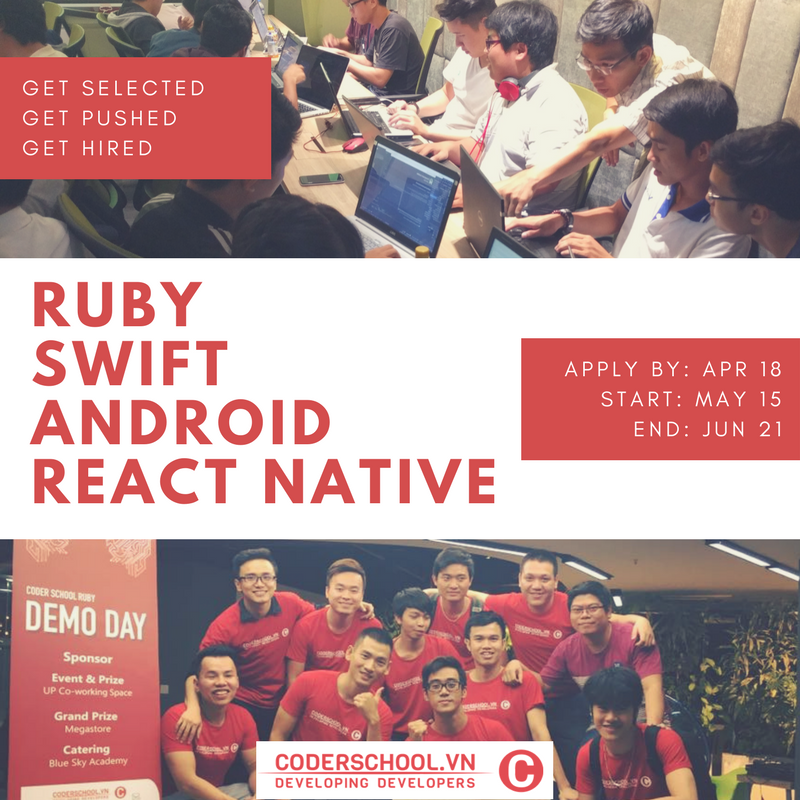 GET SELECTED
GET PUSHED
GET HIRED
RUBY
SWIFT
ANDROID
REACT NATIVE
APPLY BY: APR 18
START: MAY 15
END: JUN 21
CODER SCHOOL RUBY
DEMO DAY
Sponsor
Event & Prize
UP Co-working Space
Grand Prize
Megastore
Catering
Blue Sky Academy
CODERSCHOOL.VN
CODERSCHOOL.VN
DEVELOPING DEVELOPERS
C